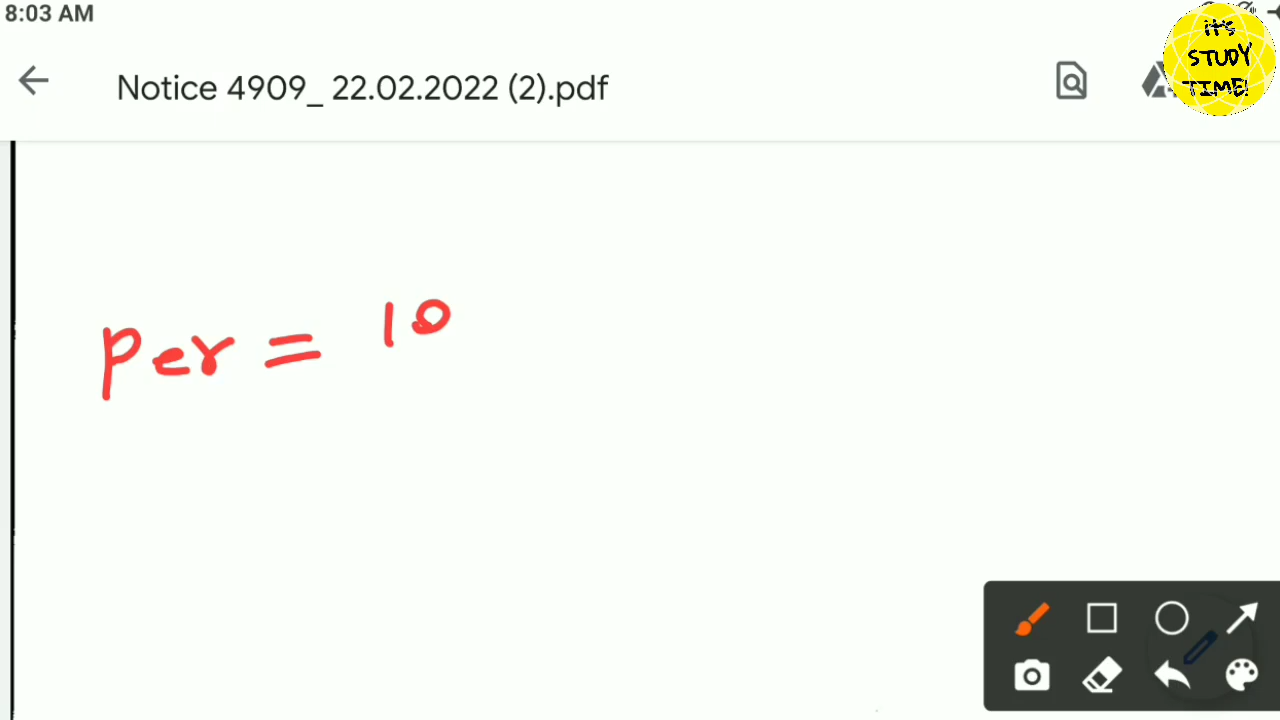 8:03 AM
Notice 4909_ 22.02.2022 (2).pdf
it's
STUDY
TIME!
Per = 10